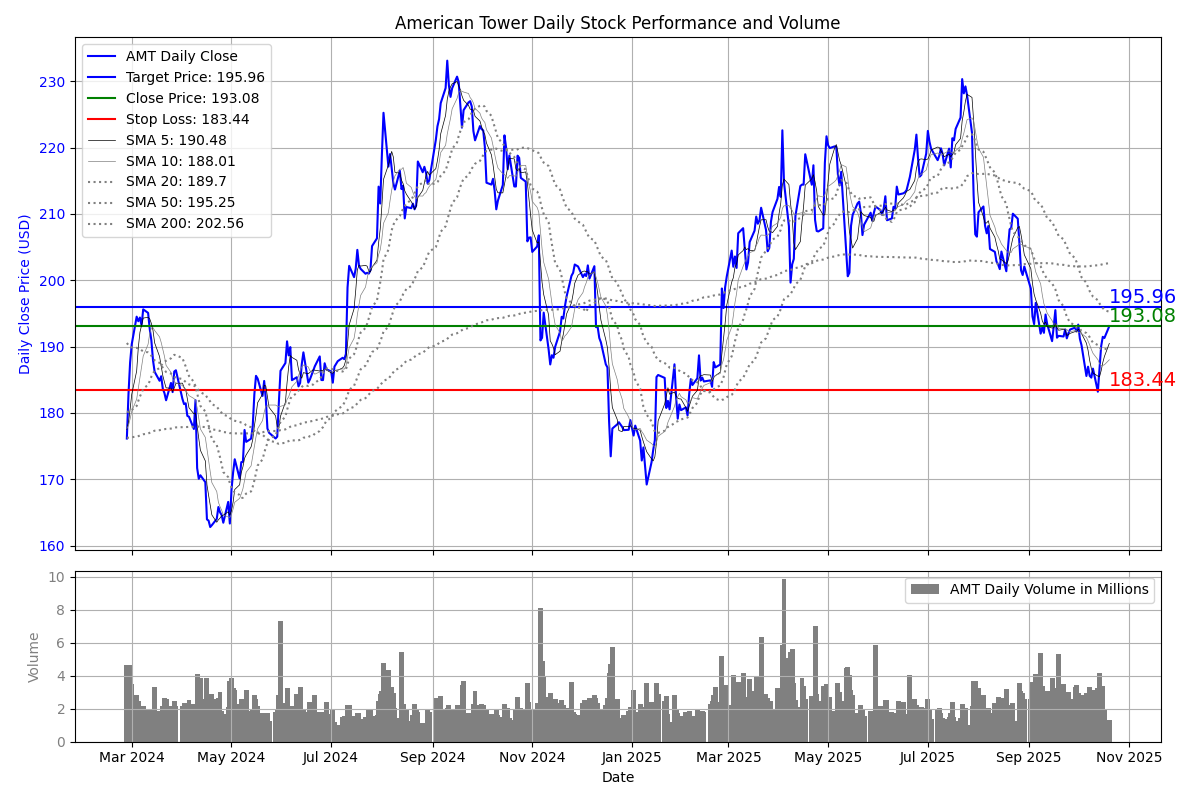 American Tower Daily Stock Performance and Volume
AMT Daily Close
Target Price: 195.96
Close Price: 193.08
Stop Loss: 183.44
SMA 5: 190.48
SMA 10: 188.01
SMA 20: 189.7
SMA 50: 195.25
SMA 200: 202.56
Daily Close Price (USD)
230
220
210
200
190
180
170
160
195.96
193.08
183.44
AMT Daily Volume in Millions
Volume
10
8
6
4
2
0
Mar 2024 May 2024 Jul 2024 Sep 2024 Nov 2024 Jan 2025 Mar 2025 May 2025 Jul 2025 Sep 2025 Nov 2025
Date